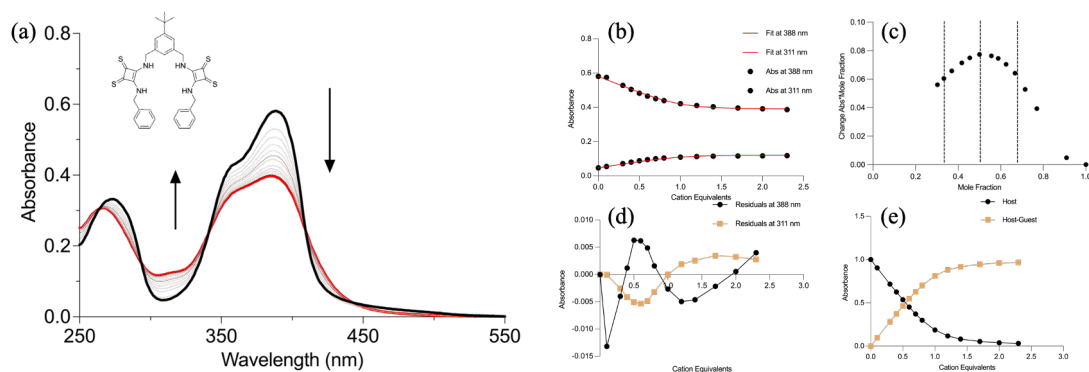 (a)
S
S
NH
HN
S
S
NH
HN
Absorbance
0.8
0.6
0.4
0.2
0.0
250
350
450
550
Wavelength (nm)
(b)
Fit at 388 nm
Fit at 311 nm
Abs at 388 nm
Abs at 311 nm
Absorbance
0.8
0.6
0.4
0.2
0.0
0.0
0.5
1.0
1.5
2.0
2.5
Cation Equivalents
(c)
Change Abs*Mole Fraction
0.10
0.08
0.06
0.04
0.02
0.00
0.0
0.2
0.4
0.6
0.8
1.0
Mole Fraction
(d)
Residuals at 388 nm
Residuals at 311 nm
Absorbance
0.010
0.005
0.000
-0.005
-0.010
-0.015
1.0
2.0
3.0
Cation Equivalents
(e)
Host
Host-Guest
Absorbance
1.5
1.0
0.5
0.0
0.0
0.5
1.0
1.5
2.0
2.5
3.0
Cation Equivalents